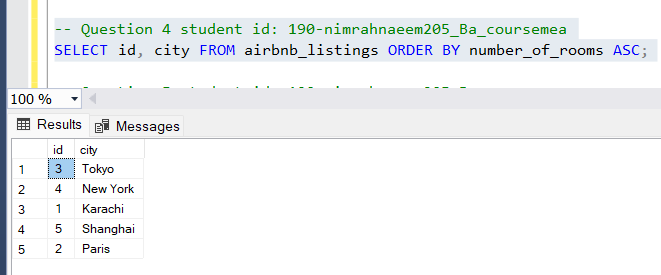 -- Question 4 student id: 190-nimrahnaeem205_Ba_coursemea
SELECT id, city FROM airbnb_listings ORDER BY number_of_rooms ASC;
100 %
Results Messages
id city
1 3 Tokyo
2 4 New York
3 1 Karachi
4 5 Shanghai
5 2 Paris